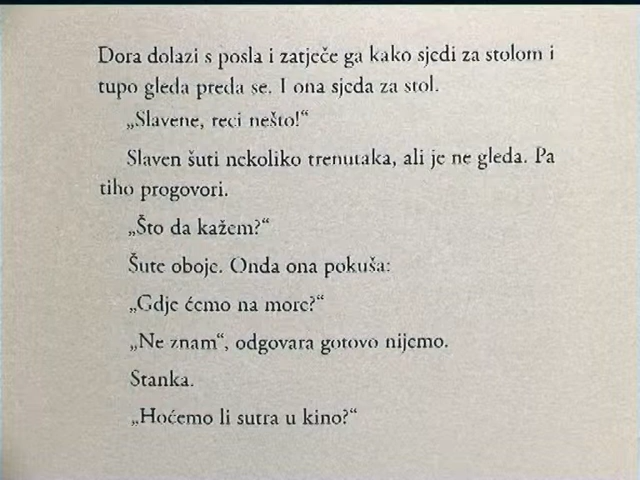 Dora dolazi s posla i zatječe ga kako sjedi za stolom i
tupo gleda preda se. I ona sjeda za stol.
„Slavene, reci nešto!“
Slaven šuti nekoliko trenutaka, ali je ne gleda. Pa
tiho progovori.
„Što da kažem?“
Šute oboje. Onda ona pokuša:
„Gdje ćemo na more?“
„Ne znam“, odgovara gotovo nijemo.
Stanka.
„Hoćemo li sutra u kino?“